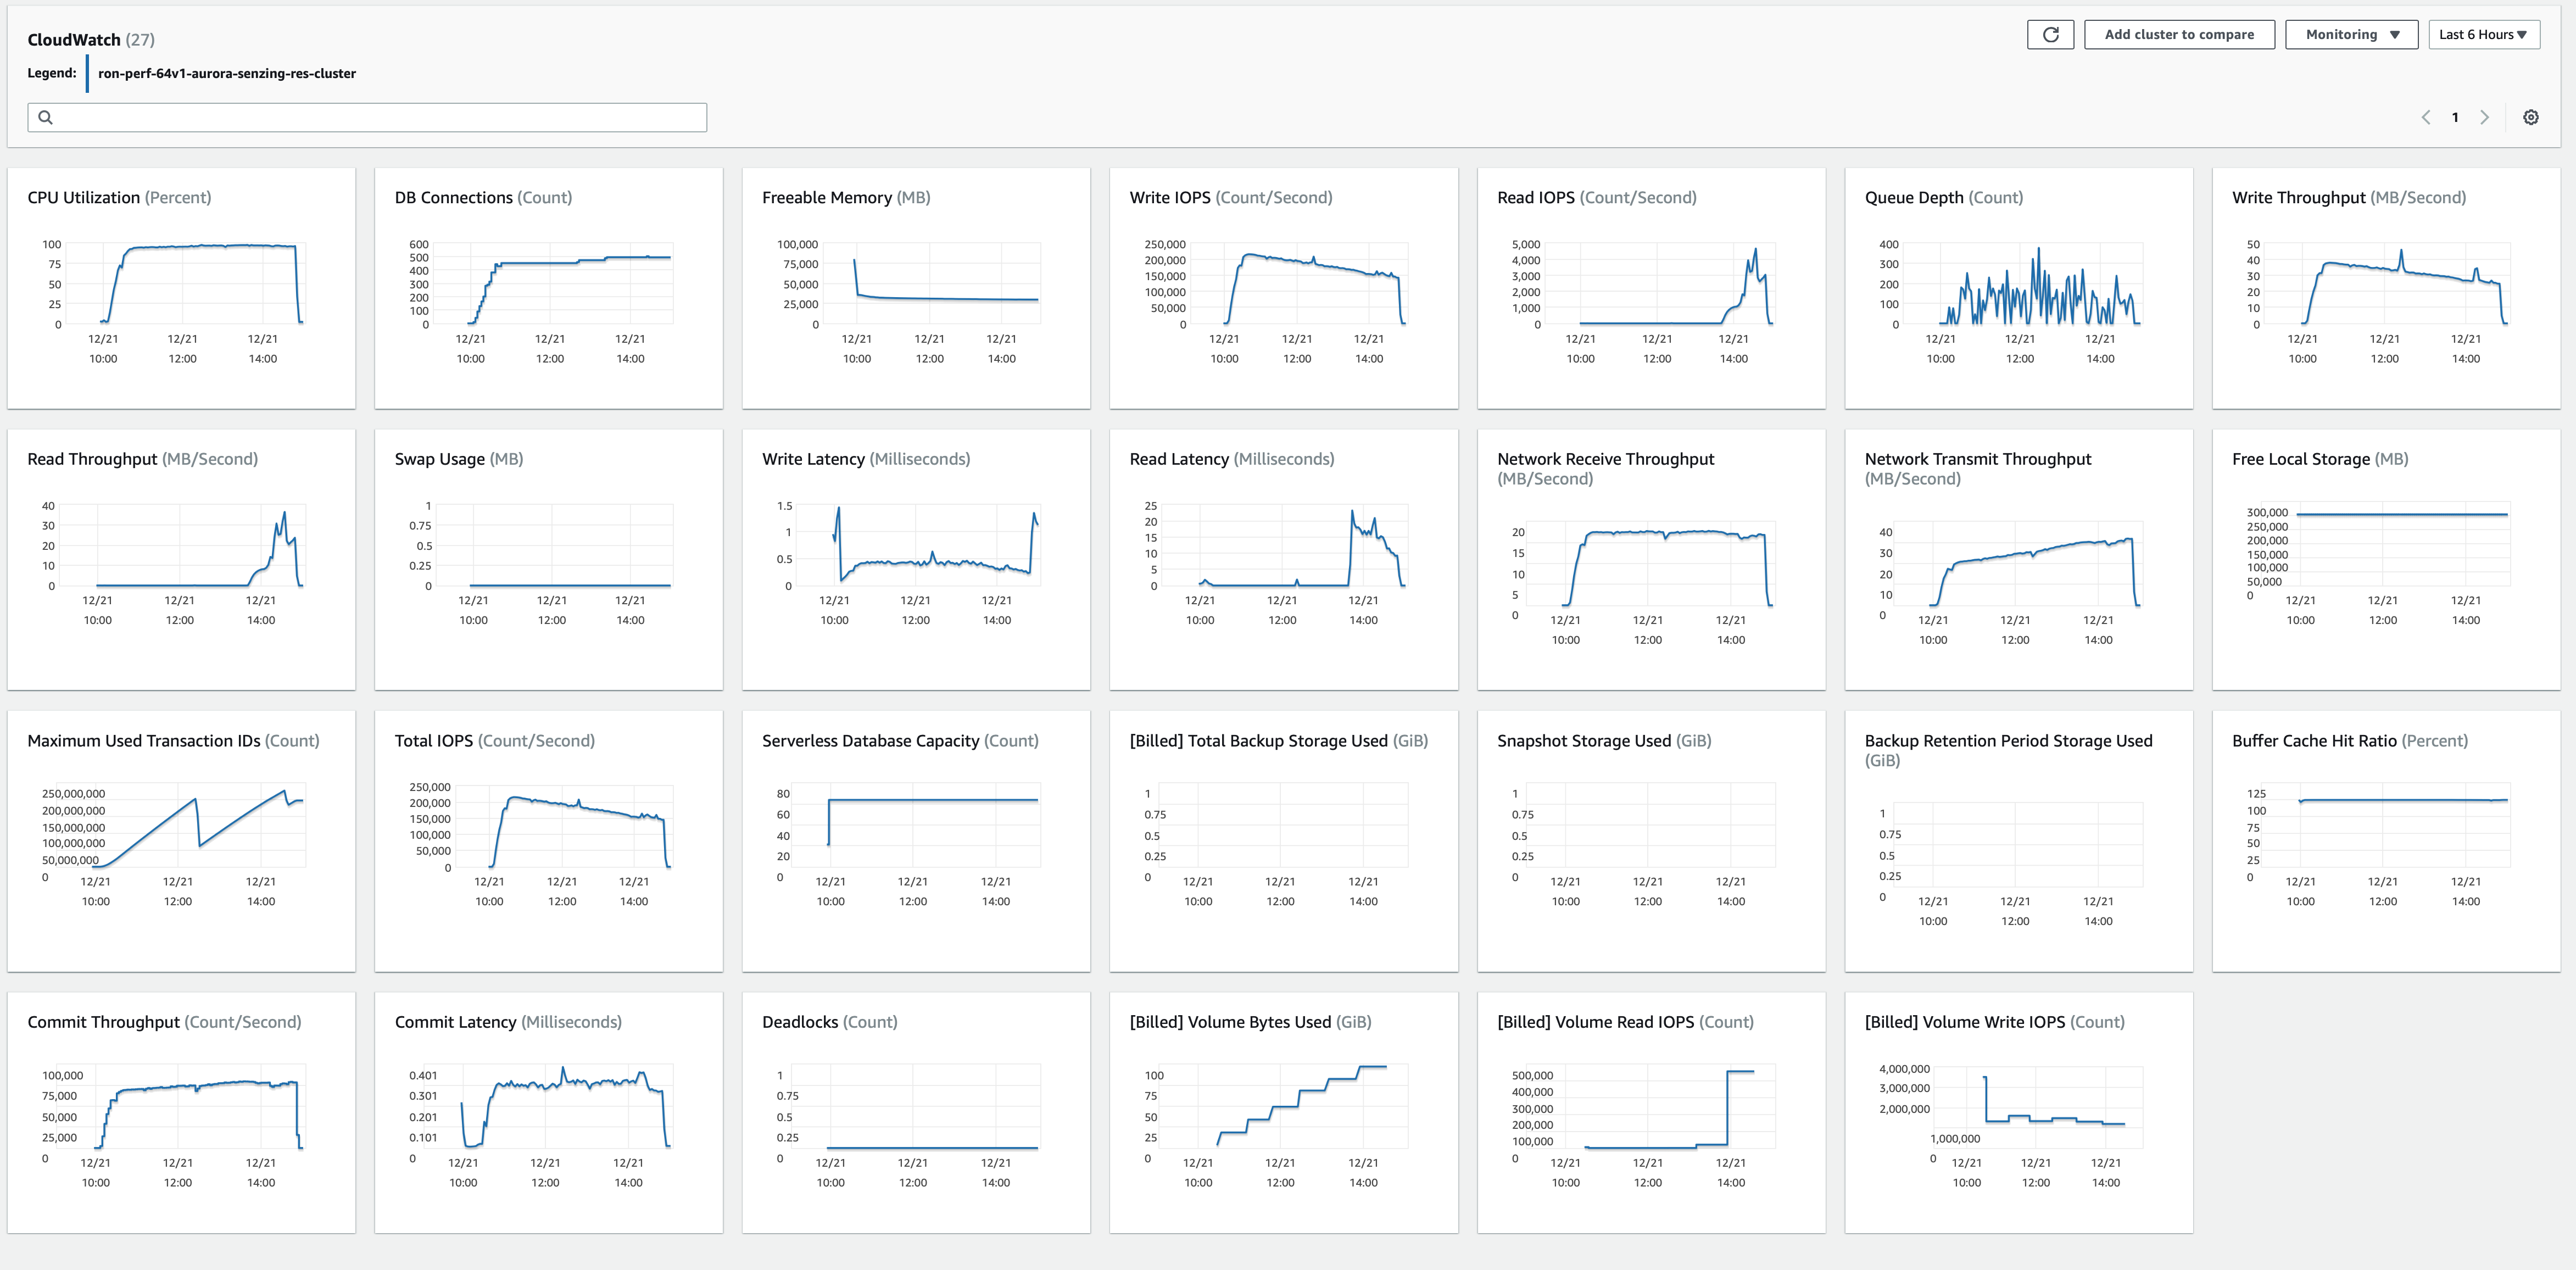 CloudWatch (27)
Add cluster to compare
Monitoring ▼
Last 6 Hours ▼
Legend: ron-perf-64v1-aurora-senzing-res-cluster
1
CPU Utilization (Percent)
100
75
50
25
0
12/21 12/21 12/21
10:00 12:00 14:00
DB Connections (Count)
600
500
400
300
200
100
0
12/21 12/21 12/21
10:00 12:00 14:00
Freeable Memory (MB)
100,000
75,000
50,000
25,000
0
12/21 12/21 12/21
10:00 12:00 14:00
Write IOPS (Count/Second)
250,000
200,000
150,000
100,000
50,000
0
12/21 12/21 12/21
10:00 12:00 14:00
Read IOPS (Count/Second)
5,000
4,000
3,000
2,000
1,000
0
12/21 12/21 12/21
10:00 12:00 14:00
Queue Depth (Count)
400
300
200
100
0
12/21 12/21 12/21
10:00 12:00 14:00
Write Throughput (MB/Second)
50
40
30
20
10
0
12/21 12/21 12/21
10:00 12:00 14:00
Read Throughput (MB/Second)
40
30
20
10
0
12/21 12/21 12/21
10:00 12:00 14:00
Swap Usage (MB)
1
0.75
0.5
0.25
0
12/21 12/21 12/21
10:00 12:00 14:00
Write Latency (Milliseconds)
1.5
1
0.5
0
12/21 12/21 12/21
10:00 12:00 14:00
Read Latency (Milliseconds)
25
20
15
10
5
0
12/21 12/21 12/21
10:00 12:00 14:00
Network Receive Throughput
(MB/Second)
20
15
10
5
0
12/21 12/21 12/21
10:00 12:00 14:00
Network Transmit Throughput
(MB/Second)
40
30
20
10
0
12/21 12/21 12/21
10:00 12:00 14:00
Free Local Storage (MB)
300,000
250,000
200,000
150,000
100,000
50,000
0
12/21 12/21 12/21
10:00 12:00 14:00
Maximum Used Transaction IDs (Count)
250,000,000
200,000,000
150,000,000
100,000,000
50,000,000
0
12/21 12/21 12/21
10:00 12:00 14:00
Total IOPS (Count/Second)
250,000
200,000
150,000
100,000
50,000
0
12/21 12/21 12/21
10:00 12:00 14:00
Serverless Database Capacity (Count)
80
60
40
20
0
12/21 12/21 12/21
10:00 12:00 14:00
[Billed] Total Backup Storage Used (GiB)
1
0.75
0.5
0.25
0
12/21 12/21 12/21
10:00 12:00 14:00
Snapshot Storage Used (GiB)
1
0.75
0.5
0.25
0
12/21 12/21 12/21
10:00 12:00 14:00
Backup Retention Period Storage Used
(GiB)
1
0.75
0.5
0.25
0
12/21 12/21 12/21
10:00 12:00 14:00
Buffer Cache Hit Ratio (Percent)
125
100
75
50
25
0
12/21 12/21 12/21
10:00 12:00 14:00
Commit Throughput (Count/Second)
100,000
75,000
50,000
25,000
0
12/21 12/21 12/21
10:00 12:00 14:00
Commit Latency (Milliseconds)
0.401
0.301
0.201
0.101
0
12/21 12/21 12/21
10:00 12:00 14:00
Deadlocks (Count)
1
0.75
0.5
0.25
0
12/21 12/21 12/21
10:00 12:00 14:00
[Billed] Volume Bytes Used (GiB)
100
75
50
25
0
12/21 12/21 12/21
10:00 12:00 14:00
[Billed] Volume Read IOPS (Count)
500,000
400,000
300,000
200,000
100,000
0
12/21 12/21 12/21
10:00 12:00 14:00
[Billed] Volume Write IOPS (Count)
4,000,000
3,000,000
2,000,000
1,000,000
0
12/21 12/21 12/21
10:00 12:00 14:00